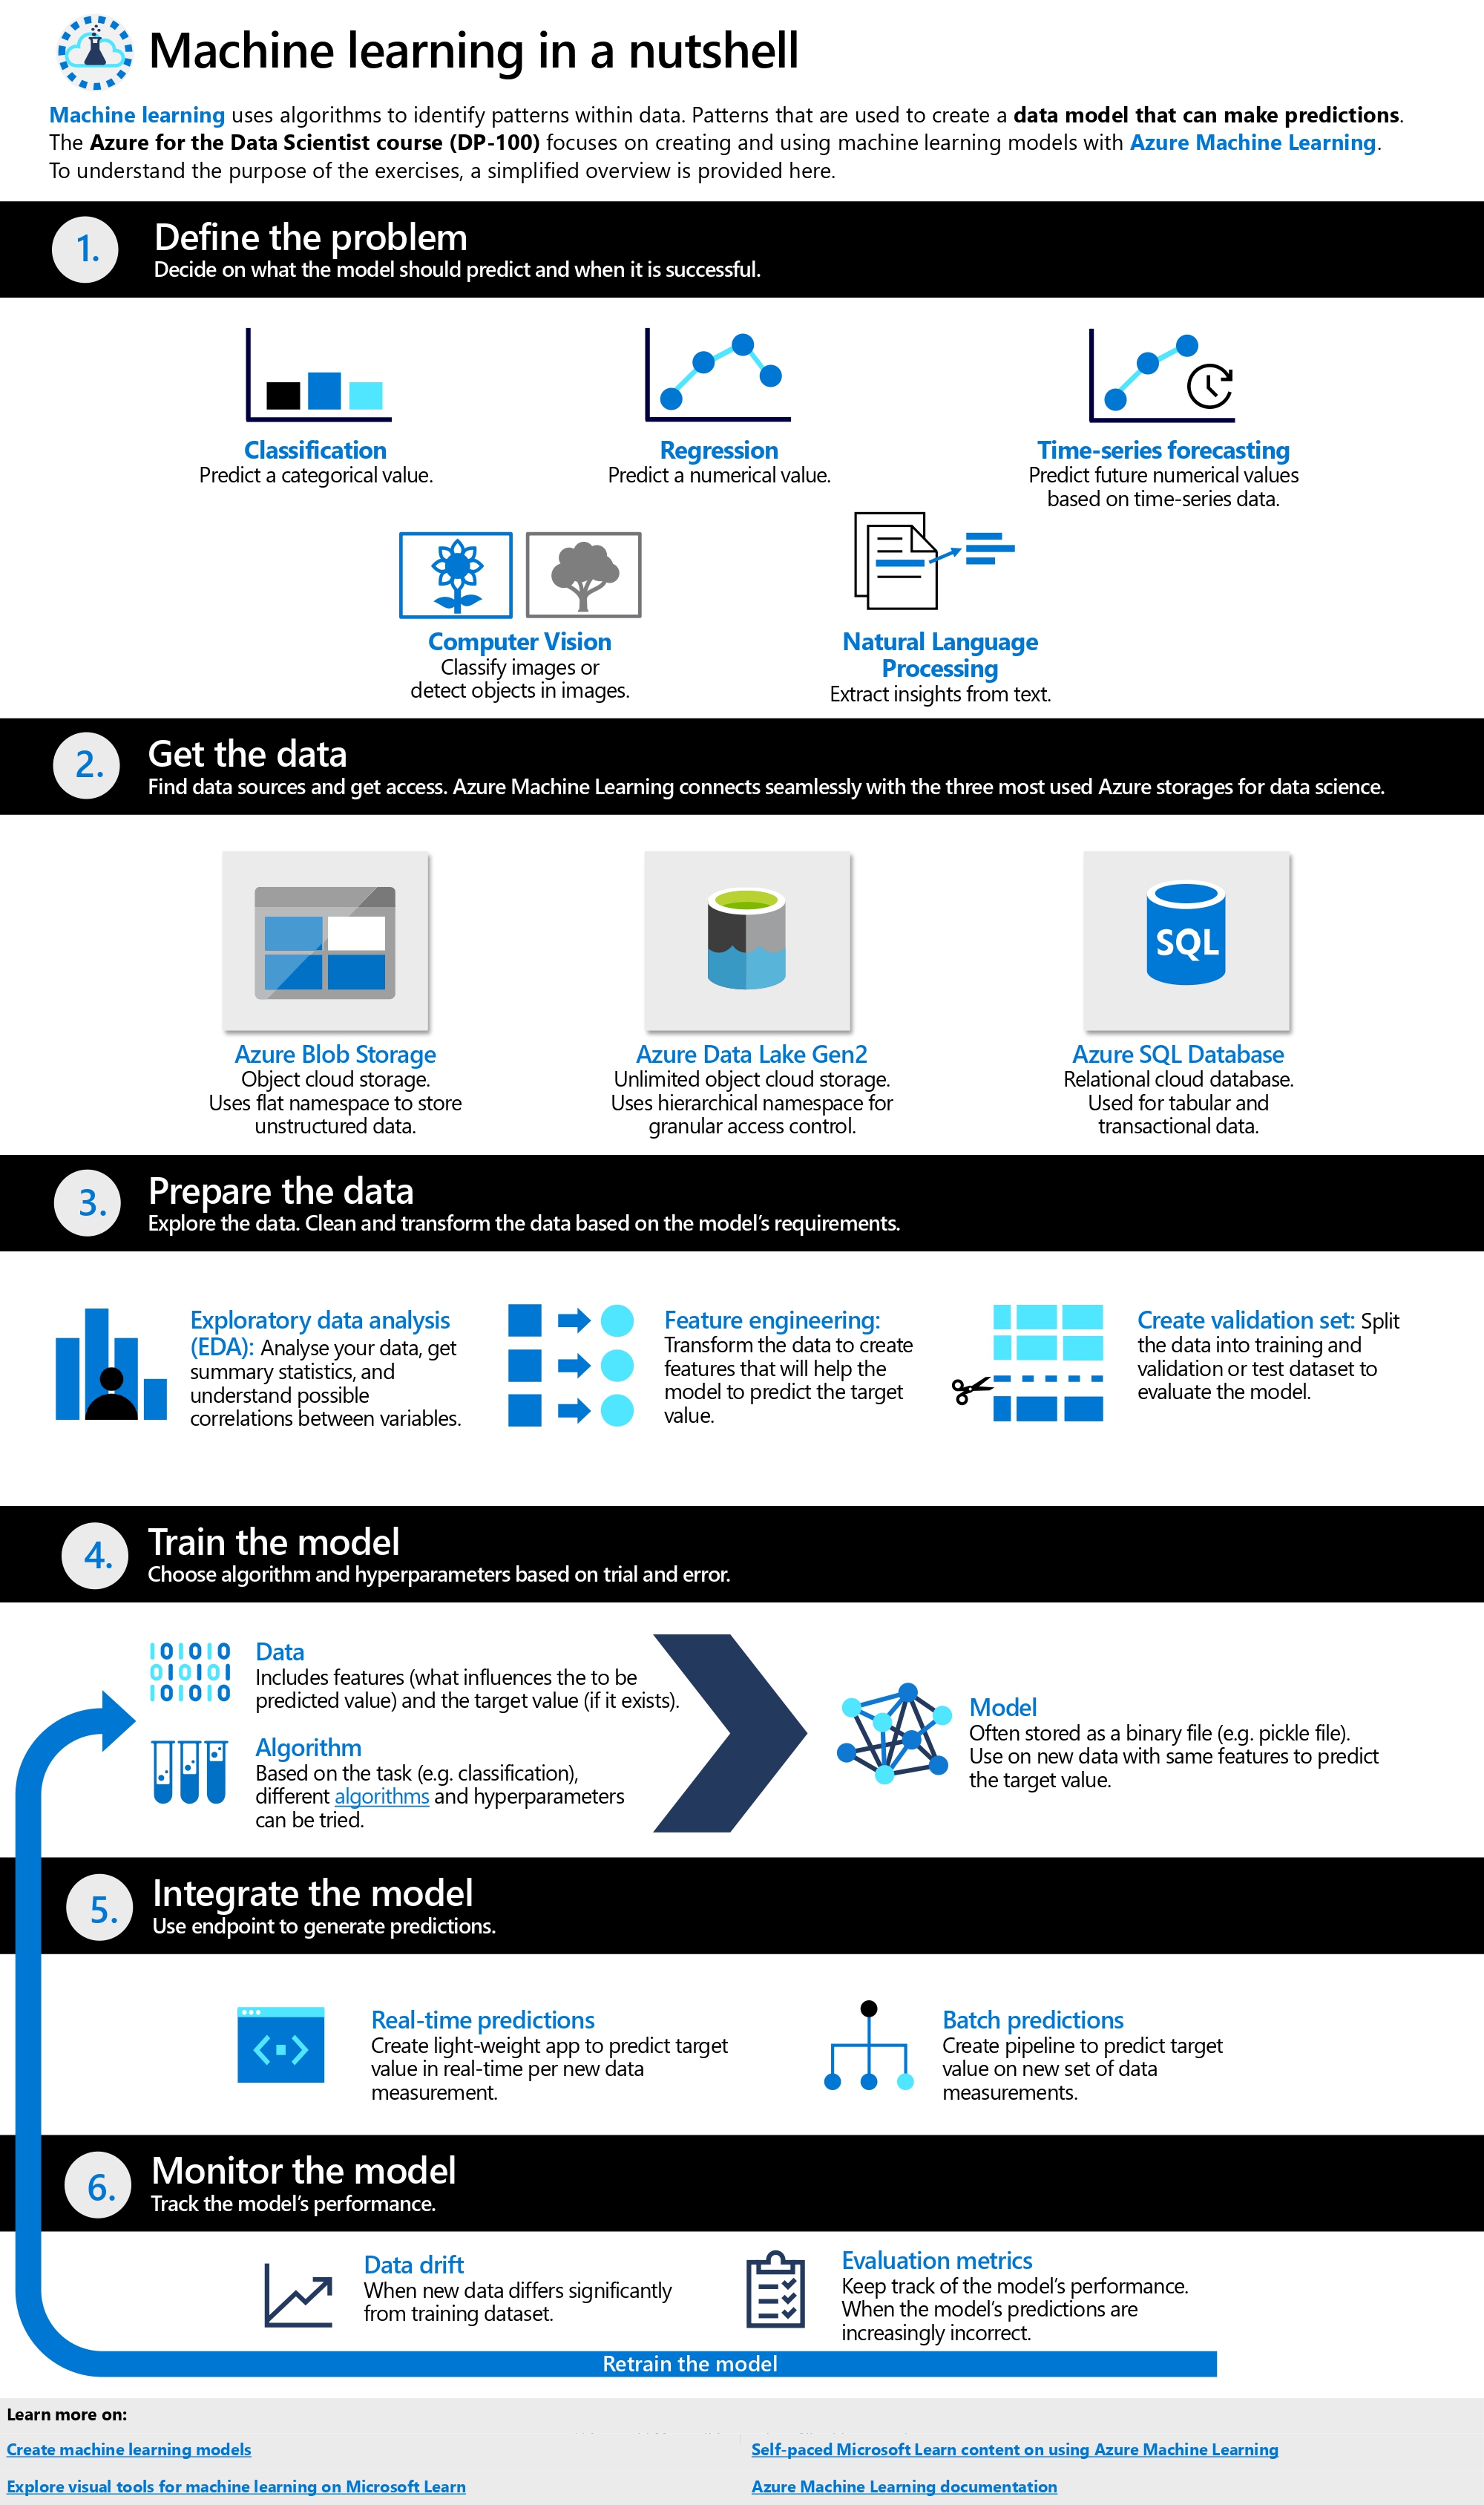 Machine learning in a nutshell
Machine learning uses algorithms to identify patterns within data. Patterns that are used to create a data model that can make predictions.
The Azure for the Data Scientist course (DP-100) focuses on creating and using machine learning models with Azure Machine Learning.
To understand the purpose of the exercises, a simplified overview is provided here.
1.
Define the problem
Decide on what the model should predict and when it is successful.
Classification
Predict a categorical value.
Regression
Predict a numerical value.
Time-series forecasting
Predict future numerical values
based on time-series data.
Computer Vision
Classify images or
detect objects in images.
Natural Language
Processing
Extract insights from text.
2.
Get the data
Find data sources and get access. Azure Machine Learning connects seamlessly with the three most used Azure storages for data science.
SQL
Azure Blob Storage
Object cloud storage.
Uses flat namespace to store
unstructured data.
Azure Data Lake Gen2
Unlimited object cloud storage.
Uses hierarchical namespace for
granular access control.
Azure SQL Database
Relational cloud database.
Used for tabular and
transactional data.
3.
Prepare the data
Explore the data. Clean and transform the data based on the model's requirements.
Exploratory data analysis
(EDA): Analyse your data, get
summary statistics, and
understand possible
correlations between variables.
Feature engineering:
Transform the data to create
features that will help the
model to predict the target
value.
Create validation set: Split
the data into training and
validation or test dataset to
evaluate the model.
4.
Train the model
Choose algorithm and hyperparameters based on trial and error.
101010
010101
101010
Data
Includes features (what influences the to be
predicted value) and the target value (if it exists).
Algorithm
Based on the task (e.g. classification),
different algorithms and hyperparameters
can be tried.
Model
Often stored as a binary file (e.g. pickle file).
Use on new data with same features to predict
the target value.
5.
Integrate the model
Use endpoint to generate predictions.
Real-time predictions
Create light-weight app to predict target
value in real-time per new data
measurement.
Batch predictions
Create pipeline to predict target
value on new set of data
measurements.
6.
Monitor the model
Track the model's performance.
Data drift
When new data differs significantly
from training dataset.
Evaluation metrics
Keep track of the model's performance.
When the model's predictions are
increasingly incorrect.
Retrain the model
Learn more on:
Create machine learning models
Self-paced Microsoft Learn content on using Azure Machine Learning
Explore visual tools for machine learning on Microsoft Learn
Azure Machine Learning documentation